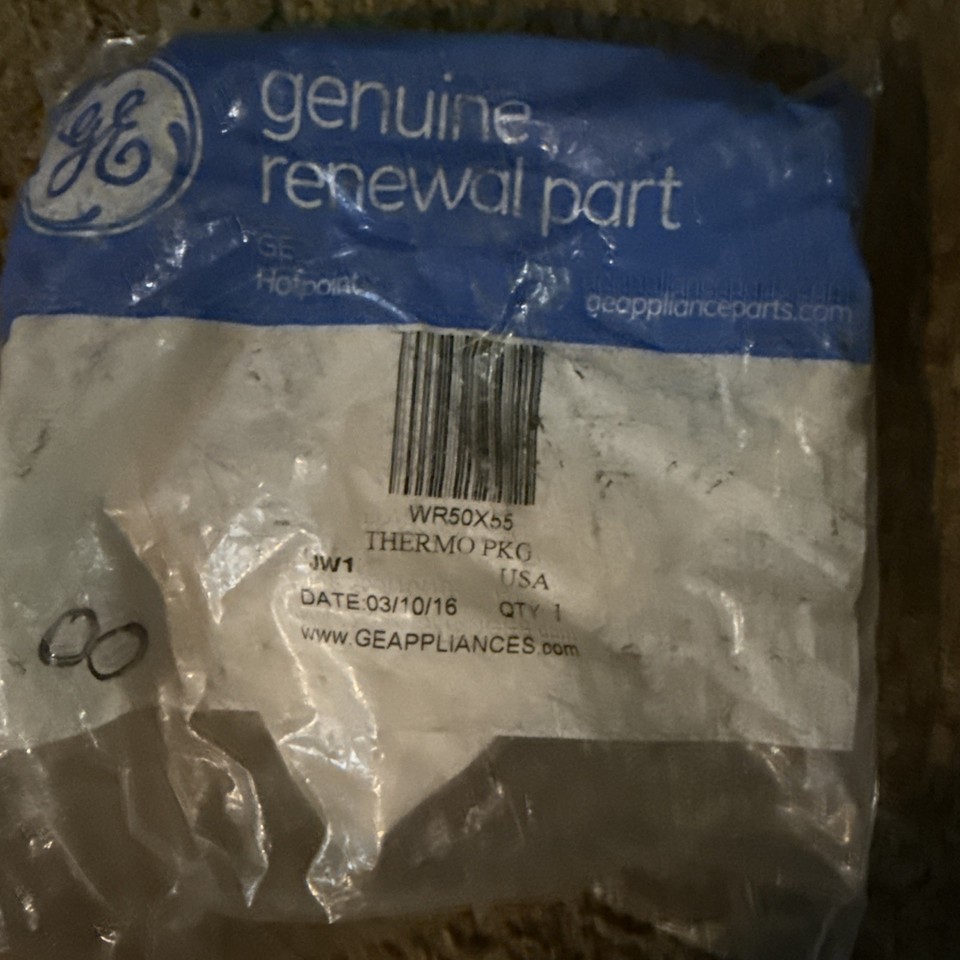 GE
genuine
renewal part
GE
Hotpoint
geapplianceparts.com
WR50X55
THERMO PKG
JW1
USA
DATE:03/10/16 QTY 1
www.GEAPPLIANCES.com